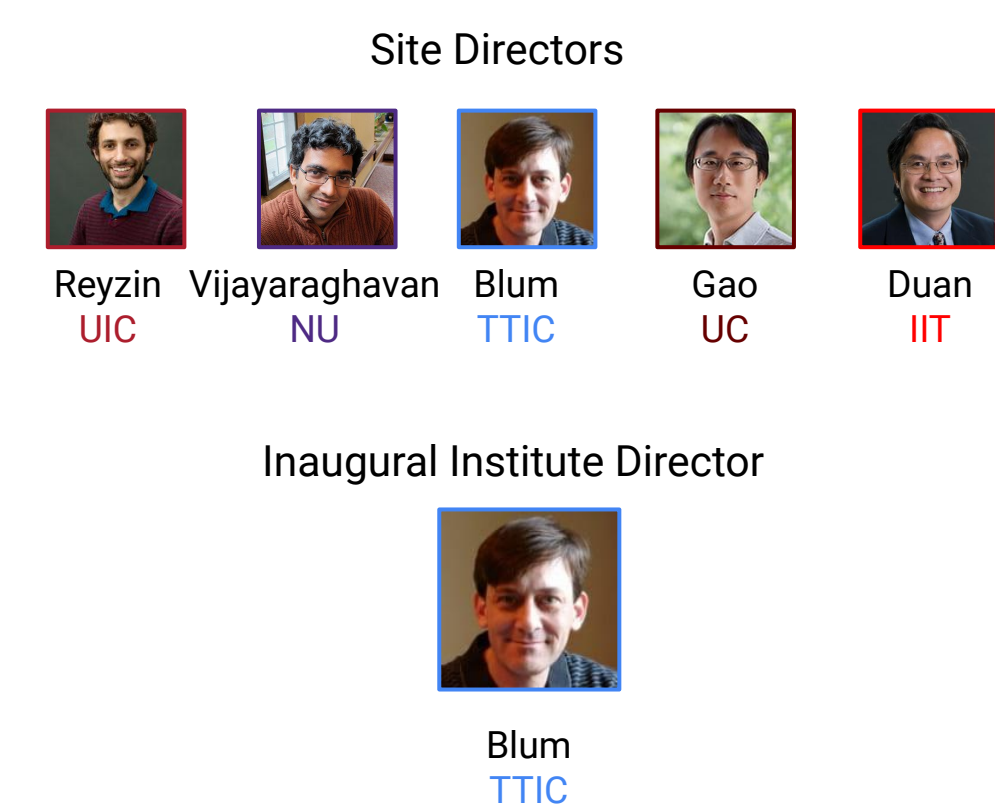 Site Directors
Reyzin Vijayaraghavan Blum Gao Duan
UIC NU TTIC UC IIT
Inaugural Institute Director
Blum
TTIC